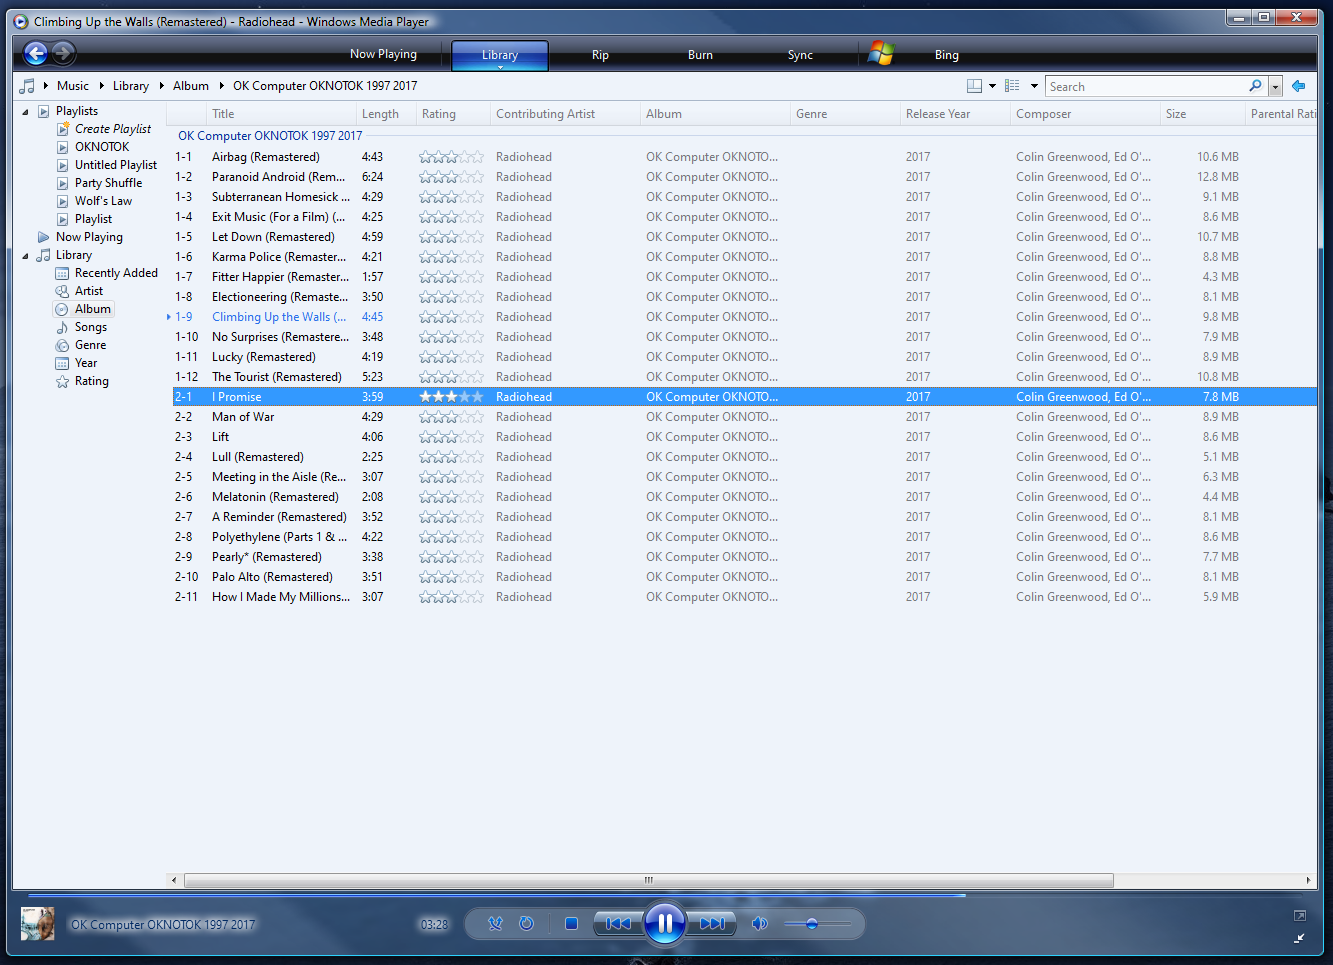 Climbing Up the Walls (Remastered) - Radiohead - Windows Media Player
Now Playing Library Rip Burn Sync Bing
Music Library Album OK Computer OKNOTOK 1997 2017 Search
Playlists
Create Playlist
OKNOTOK
Untitled Playlist
Party Shuffle
Wolf's Law
Playlist
Now Playing
Library
Recently Added
Artist
Album
Songs
Genre
Year
Rating
Title Length Rating Contributing Artist Album Genre Release Year Composer Size Parental Rati
OK Computer OKNOTOK 1997 2017
1-1 Airbag (Remastered) 4:43 Radiohead OK Computer OKNOTO... 2017 Colin Greenwood, Ed O'... 10.6 MB
1-2 Paranoid Android (Rem... 6:24 Radiohead OK Computer OKNOTO... 2017 Colin Greenwood, Ed O'... 12.8 MB
1-3 Subterranean Homesick ... 4:29 Radiohead OK Computer OKNOTO... 2017 Colin Greenwood, Ed O'... 9.1 MB
1-4 Exit Music (For a Film) (... 4:25 Radiohead OK Computer OKNOTO... 2017 Colin Greenwood, Ed O'... 8.6 MB
1-5 Let Down (Remastered) 4:59 Radiohead OK Computer OKNOTO... 2017 Colin Greenwood, Ed O'... 10.7 MB
1-6 Karma Police (Remaster... 4:21 Radiohead OK Computer OKNOTO... 2017 Colin Greenwood, Ed O'... 8.8 MB
1-7 Fitter Happier (Remaster... 1:57 Radiohead OK Computer OKNOTO... 2017 Colin Greenwood, Ed O'... 4.3 MB
1-8 Electioneering (Remaste... 3:50 Radiohead OK Computer OKNOTO... 2017 Colin Greenwood, Ed O'... 8.1 MB
1-9 Climbing Up the Walls (... 4:45 Radiohead OK Computer OKNOTO... 2017 Colin Greenwood, Ed O'... 9.8 MB
1-10 No Surprises (Remastere... 3:48 Radiohead OK Computer OKNOTO... 2017 Colin Greenwood, Ed O'... 7.9 MB
1-11 Lucky (Remastered) 4:19 Radiohead OK Computer OKNOTO... 2017 Colin Greenwood, Ed O'... 8.9 MB
1-12 The Tourist (Remastered) 5:23 Radiohead OK Computer OKNOTO... 2017 Colin Greenwood, Ed O'... 10.8 MB
2-1 I Promise 3:59 Radiohead OK Computer OKNOTO... 2017 Colin Greenwood, Ed O'... 7.8 MB
2-2 Man of War 4:29 Radiohead OK Computer OKNOTO... 2017 Colin Greenwood, Ed O'... 8.9 MB
2-3 Lift 4:06 Radiohead OK Computer OKNOTO... 2017 Colin Greenwood, Ed O'... 8.6 MB
2-4 Lull (Remastered) 2:25 Radiohead OK Computer OKNOTO... 2017 Colin Greenwood, Ed O'... 5.1 MB
2-5 Meeting in the Aisle (Re... 3:07 Radiohead OK Computer OKNOTO... 2017 Colin Greenwood, Ed O'... 6.3 MB
2-6 Melatonin (Remastered) 2:08 Radiohead OK Computer OKNOTO... 2017 Colin Greenwood, Ed O'... 4.4 MB
2-7 A Reminder (Remastered) 3:52 Radiohead OK Computer OKNOTO... 2017 Colin Greenwood, Ed O'... 8.1 MB
2-8 Polyethylene (Parts 1 & ... 4:22 Radiohead OK Computer OKNOTO... 2017 Colin Greenwood, Ed O'... 8.6 MB
2-9 Pearly* (Remastered) 3:38 Radiohead OK Computer OKNOTO... 2017 Colin Greenwood, Ed O'... 7.7 MB
2-10 Palo Alto (Remastered) 3:51 Radiohead OK Computer OKNOTO... 2017 Colin Greenwood, Ed O'... 8.1 MB
2-11 How I Made My Millions... 3:07 Radiohead OK Computer OKNOTO... 2017 Colin Greenwood, Ed O'... 5.9 MB
OK Computer OKNOTOK 1997 2017 03:28